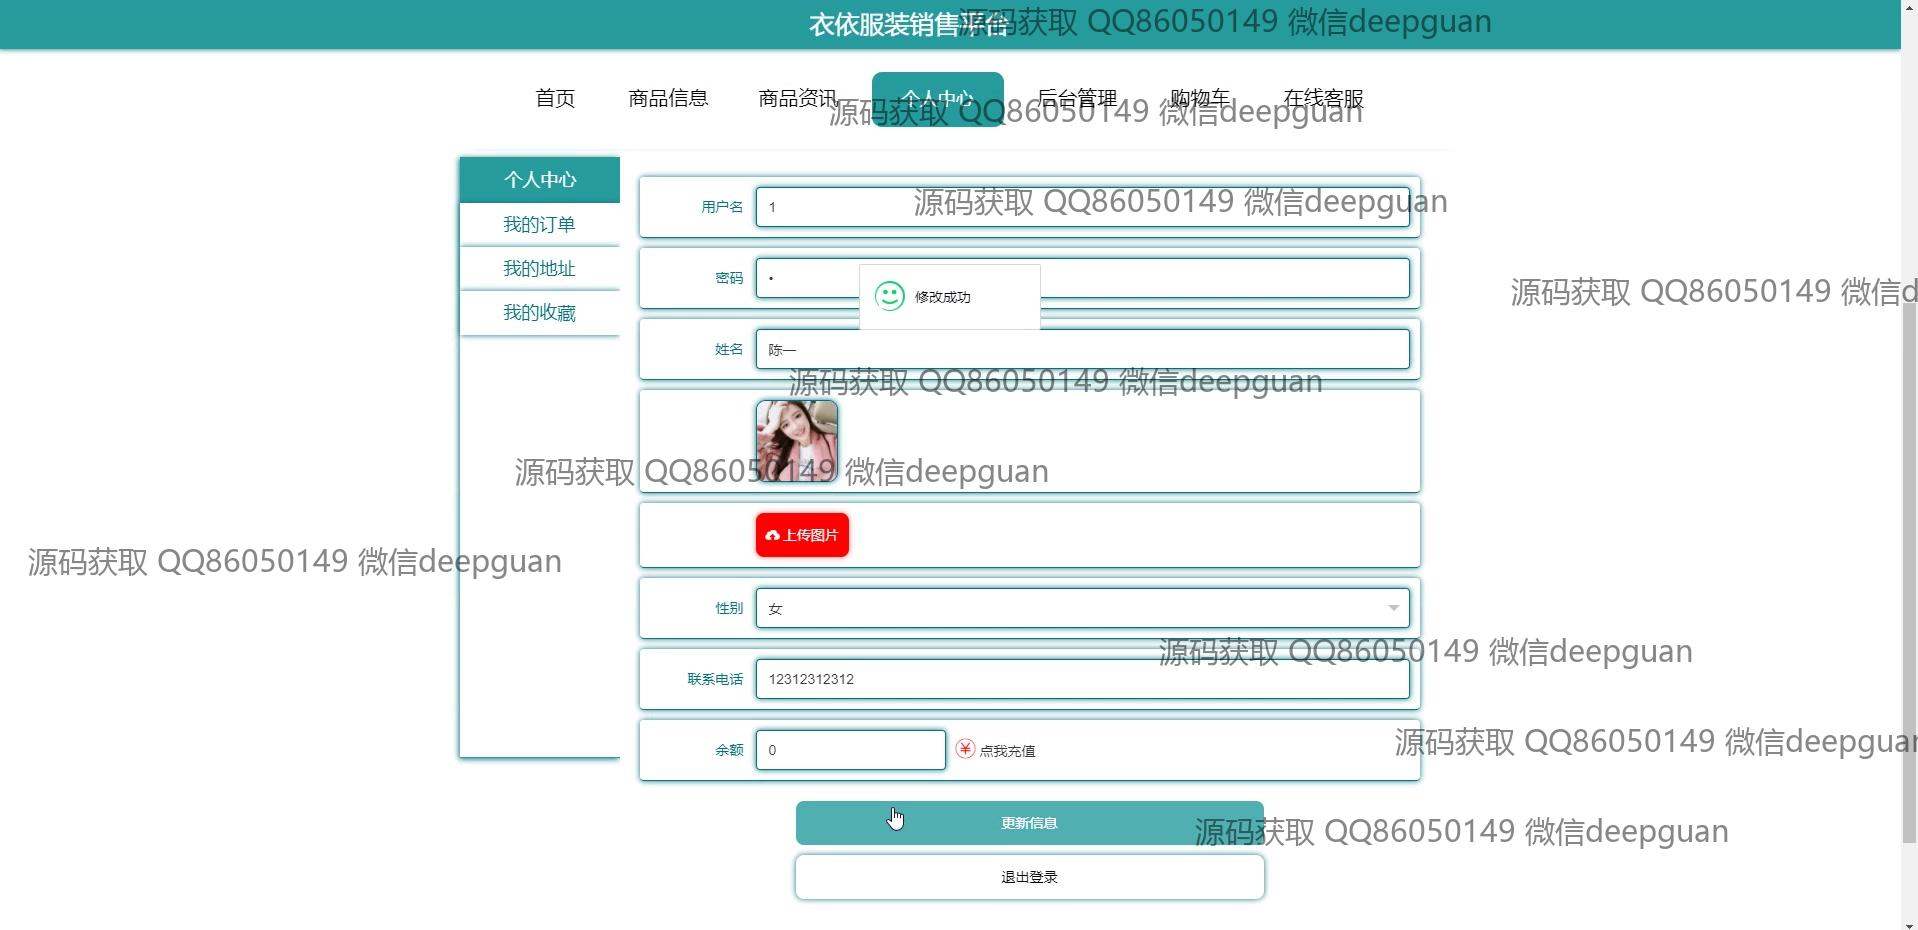 衣依服装销售平台
源码获取 QQ86050149 微信deepguan
首页 商品信息 商品资讯 个人中心 后台管理 购物车 在线客服
源码获取 QQ86050149 微信deepguan
个人中心
我的订单
我的地址
我的收藏
用户名 1
源码获取 QQ86050149 微信deepguan
密码 •
修改成功
源码获取 QQ86050149 微信d
姓名 陈一
源码获取 QQ86050149 微信deepguan
源码获取 QQ86050149 微信deepguan
上传图片
源码获取 QQ86050149 微信deepguan
性别 女
源码获取 QQ86050149 微信deepguan
联系电话 12312312312
余额 0 点我充值
源码获取 QQ86050149 微信deepguan
更新信息
源码获取 QQ86050149 微信deepguan
退出登录